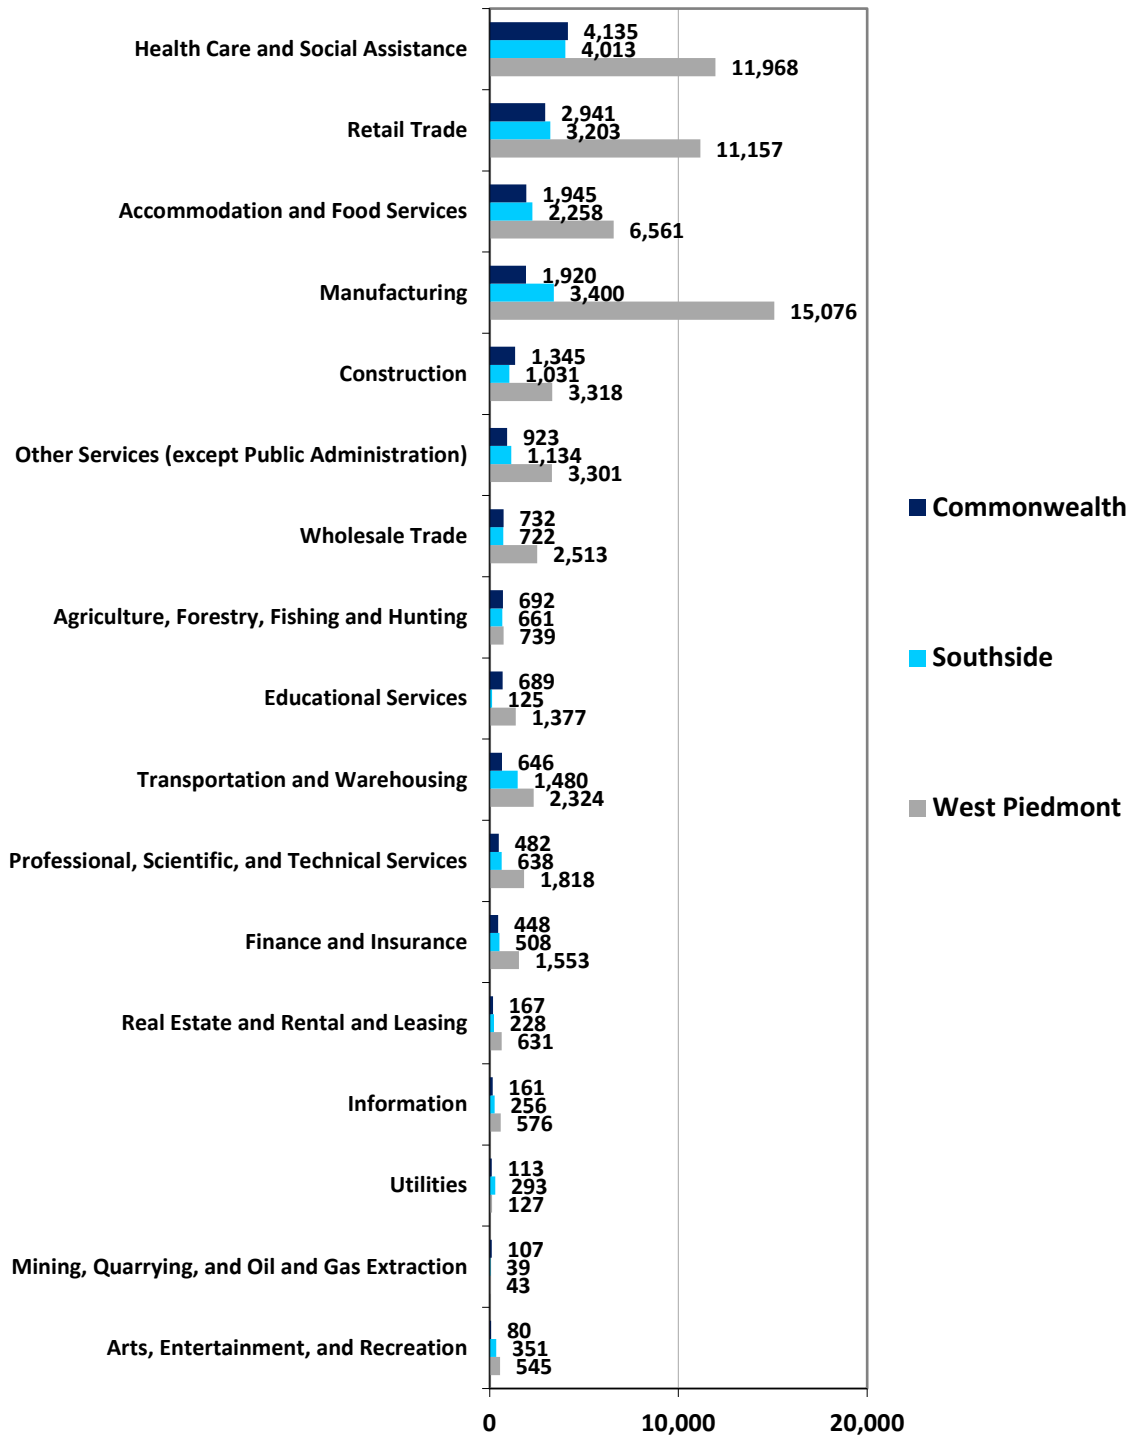 Health Care and Social Assistance
4,135
4,013
11,968
Retail Trade
2,941
3,203
11,157
Accommodation and Food Services
1,945
2,258
6,561
Manufacturing
1,920
3,400
15,076
Construction
1,345
1,031
3,318
Other Services (except Public Administration)
923
1,134
3,301
Wholesale Trade
732
722
2,513
Agriculture, Forestry, Fishing and Hunting
692
661
739
Educational Services
689
125
1,377
Transportation and Warehousing
646
1,480
2,324
Professional, Scientific, and Technical Services
482
638
1,818
Finance and Insurance
448
508
1,553
Real Estate and Rental and Leasing
167
228
631
Information
161
256
576
Utilities
113
293
127
Mining, Quarrying, and Oil and Gas Extraction
107
39
43
Arts, Entertainment, and Recreation
80
351
545
0 10,000 20,000
Commonwealth
Southside
West Piedmont